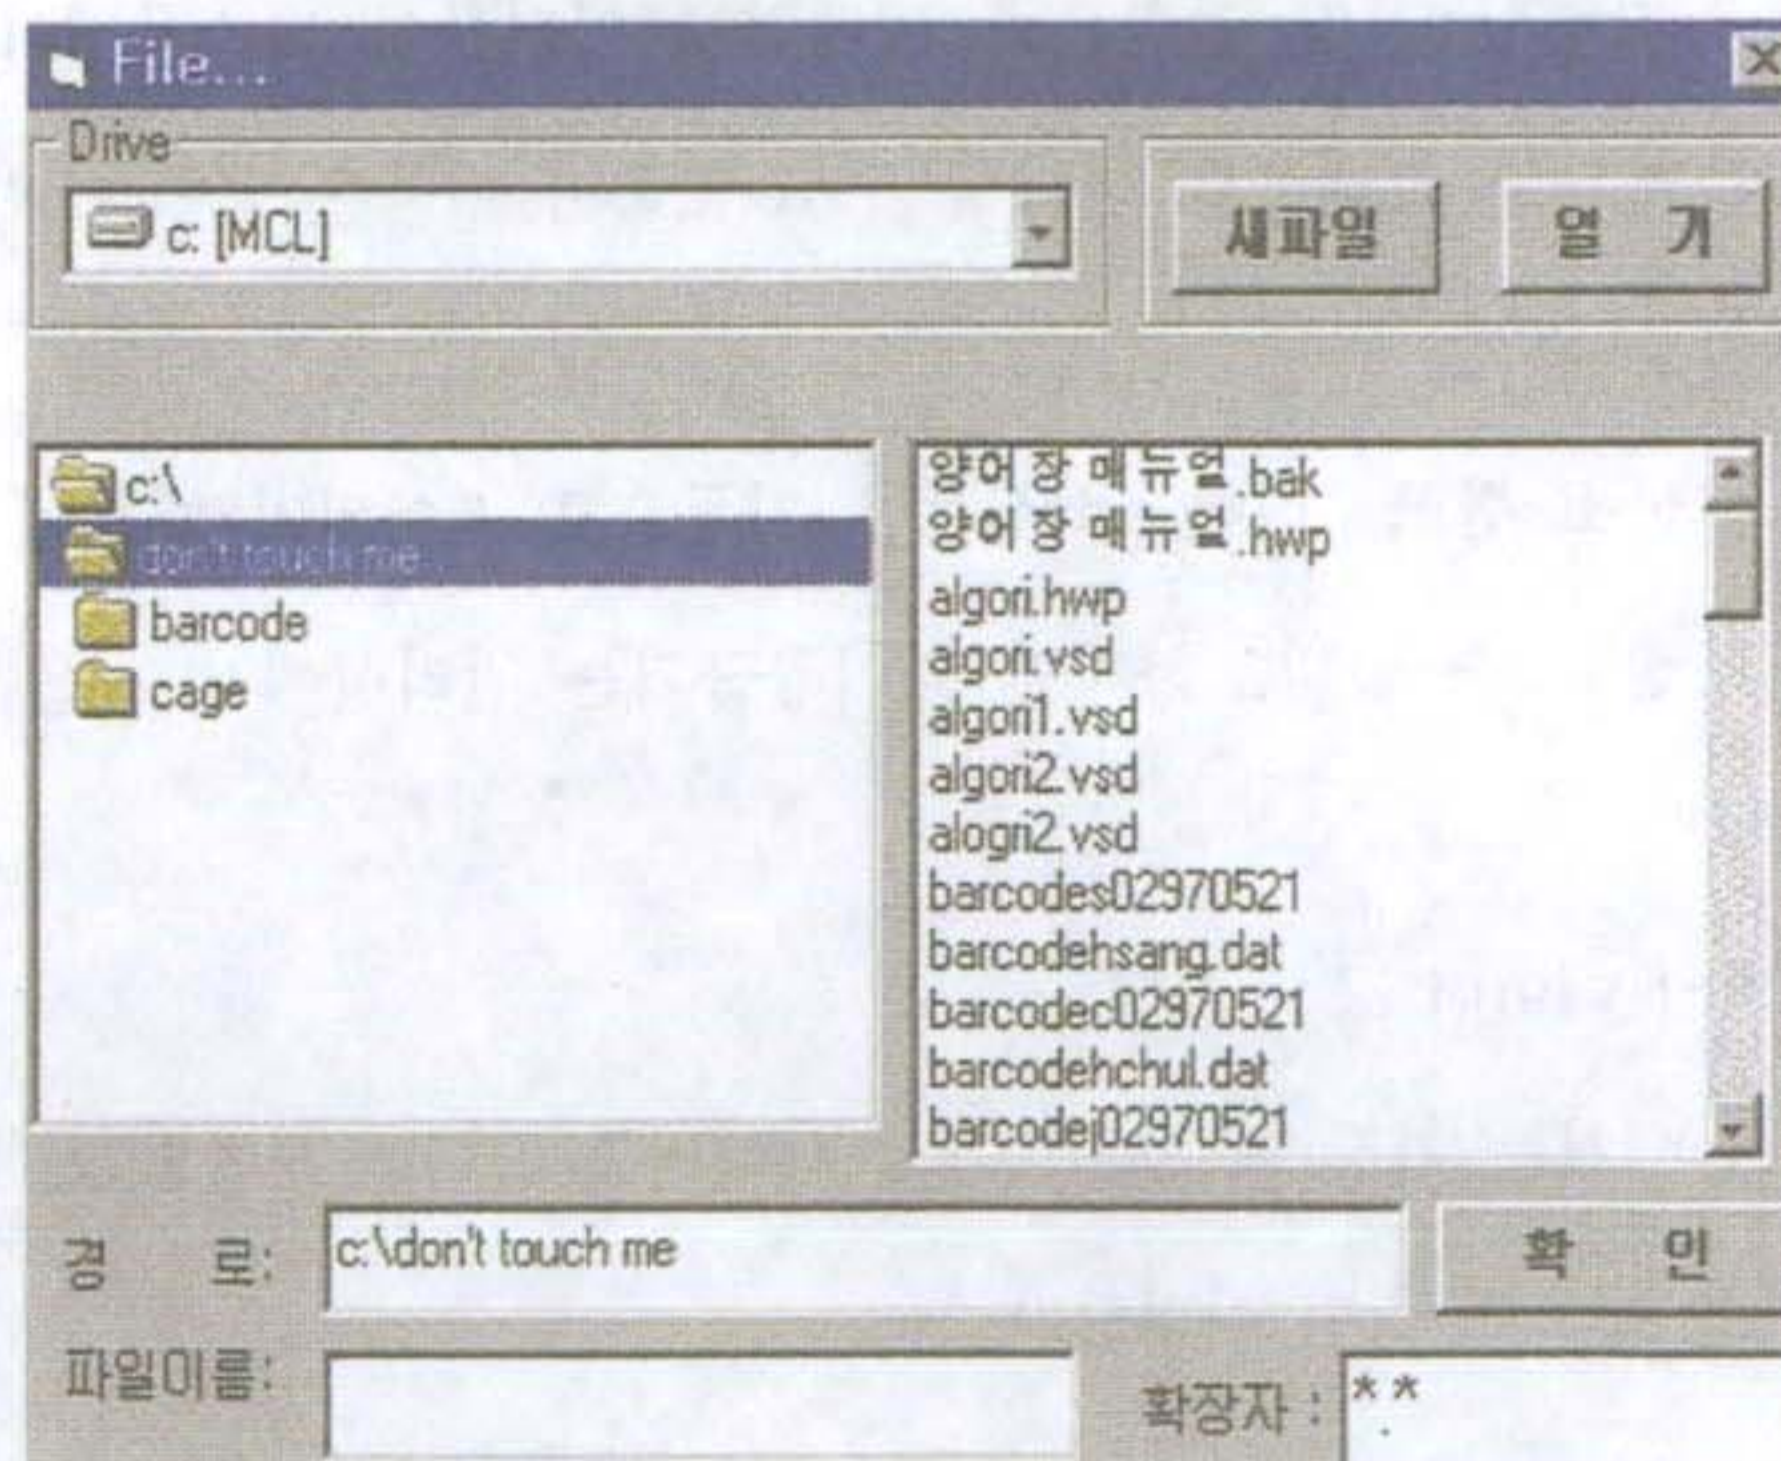 File...
Drive
c: [MCL]
새파일
열 기
c:\
don't touch me
barcode
cage
양어장 매뉴얼.bak
양어장 매뉴얼.hwp
algori.hwp
algori.vsd
algori1.vsd
algori2.vsd
alogri2.vsd
barcodes02970521
barcodehsang.dat
barcodec02970521
barcodehchul.dat
barcodej02970521
경 로:
c:\don't touch me
확 인
파일이름:
확장자 : *.*